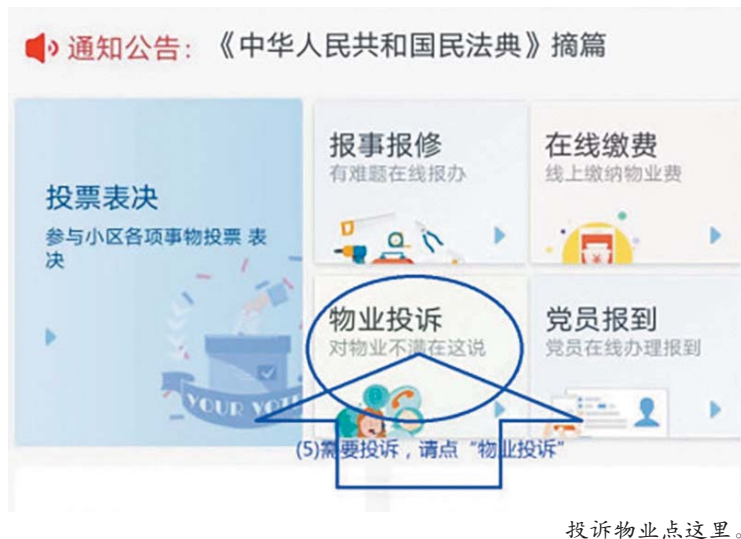 通知公告：《中华人民共和国民法典》摘篇
投票表决
参与小区各项事物投票 表
决
YOUR VOTE
报事报修
有难题在线报办
在线缴费
线上缴纳物业费
物业投诉
对物业不满在这说
党员报到
党员在线办理报到
(5)需要投诉，请点“物业投诉”
投诉物业点这里。